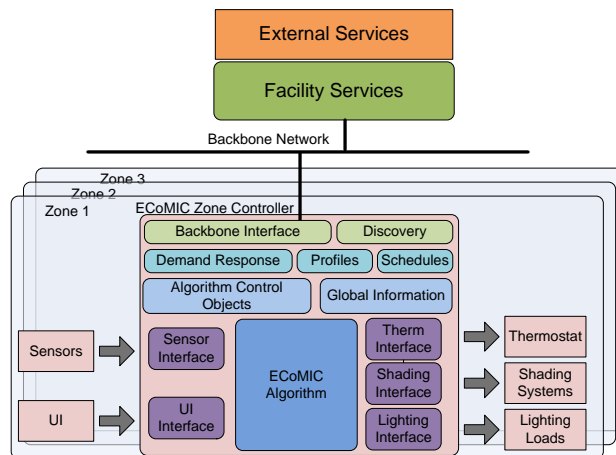 External Services
Facility Services
Backbone Network
Zone 3
Zone 2
Zone 1
ECoMIC Zone Controller
Backbone Interface
Discovery
Demand Response
Profiles
Schedules
Algorithm Control
Objects
Global Information
Sensors
Sensor
Interface
ECoMIC
Algorithm
Therm
Interface
Thermostat
Shading
Interface
Shading
Systems
UI
UI
Interface
Lighting
Interface
Lighting
Loads